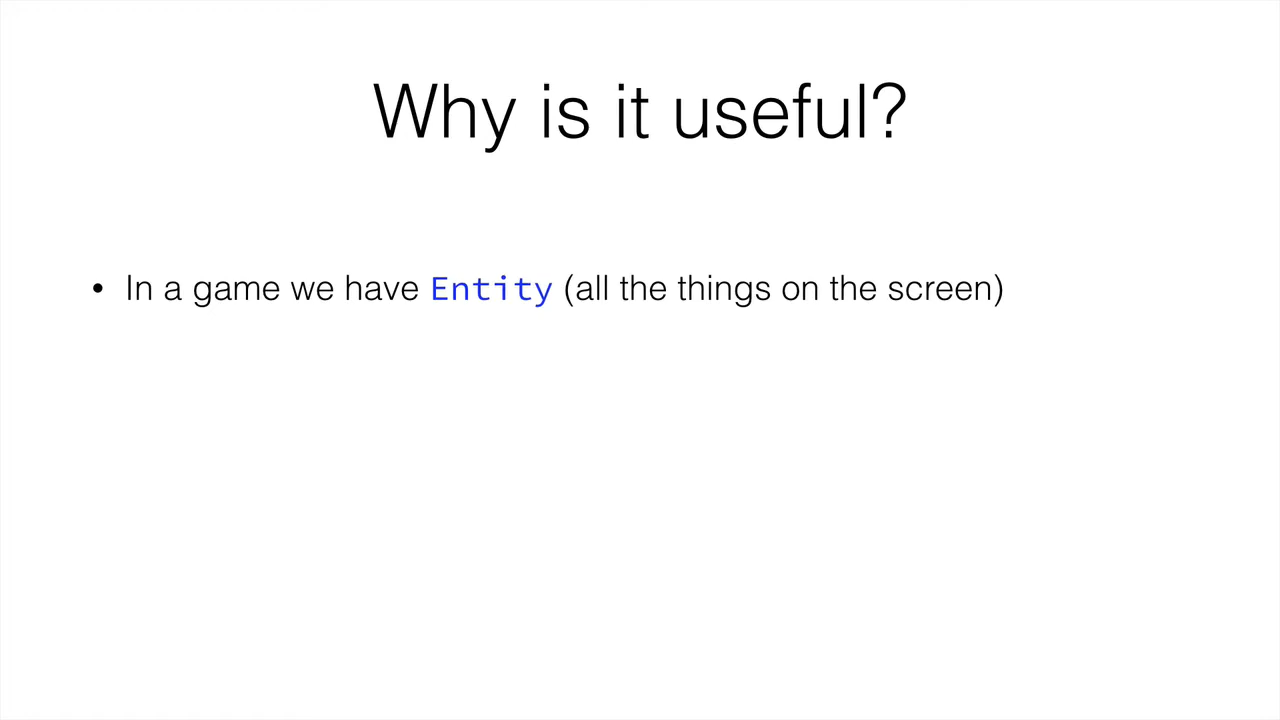 Why is it useful?
• In a game we have Entity (all the things on the screen)